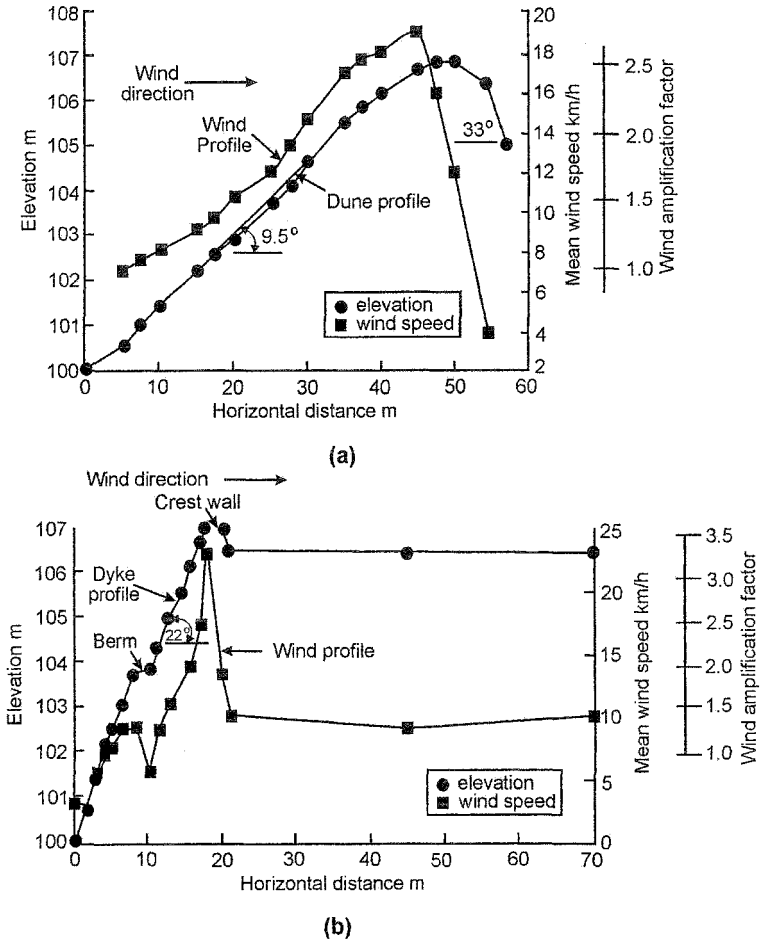 108
107
106
105
104
103
102
101
100
Elevation m
Wind
direction
Wind
Profile
Dune profile
9.5°
33°
elevation
wind speed
20
18
16
14
12
10
8
6
4
2
Mean wind speed km/h
2.5
2.0
1.5
1.0
Wind amplification factor
0 10 20 30 40 50 60
Horizontal distance m
(a)
Wind direction
Crest wall
107
106
105
104
103
102
101
100
Elevation m
Dyke
profile
Berm
22°
Wind profile
elevation
wind speed
25
20
15
10
5
0
Mean wind speed km/h
3.5
3.0
2.5
2.0
1.5
1.0
Wind amplification factor
0 10 20 30 40 50 60 70
Horizontal distance m
(b)